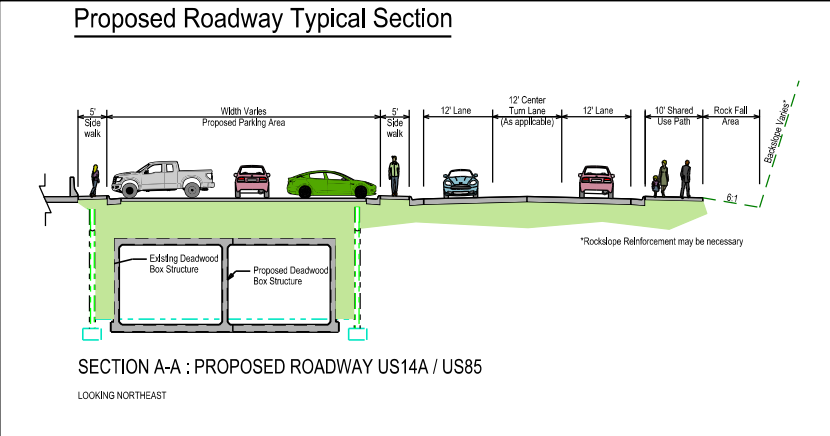 Proposed Roadway Typical Section
5'
Side
walk
Width Varies
Proposed Parking Area
5'
Side
walk
12' Lane
12' Center
Turn Lane
(As applicable)
12' Lane
10' Shared
Use Path
Rock Fall
Area
Backslope Varies*
6:1
*Rockslope Reinforcement may be necessary
Existing Deadwood
Box Structure
Proposed Deadwood
Box Structure
SECTION A-A : PROPOSED ROADWAY US14A / US85
LOOKING NORTHEAST